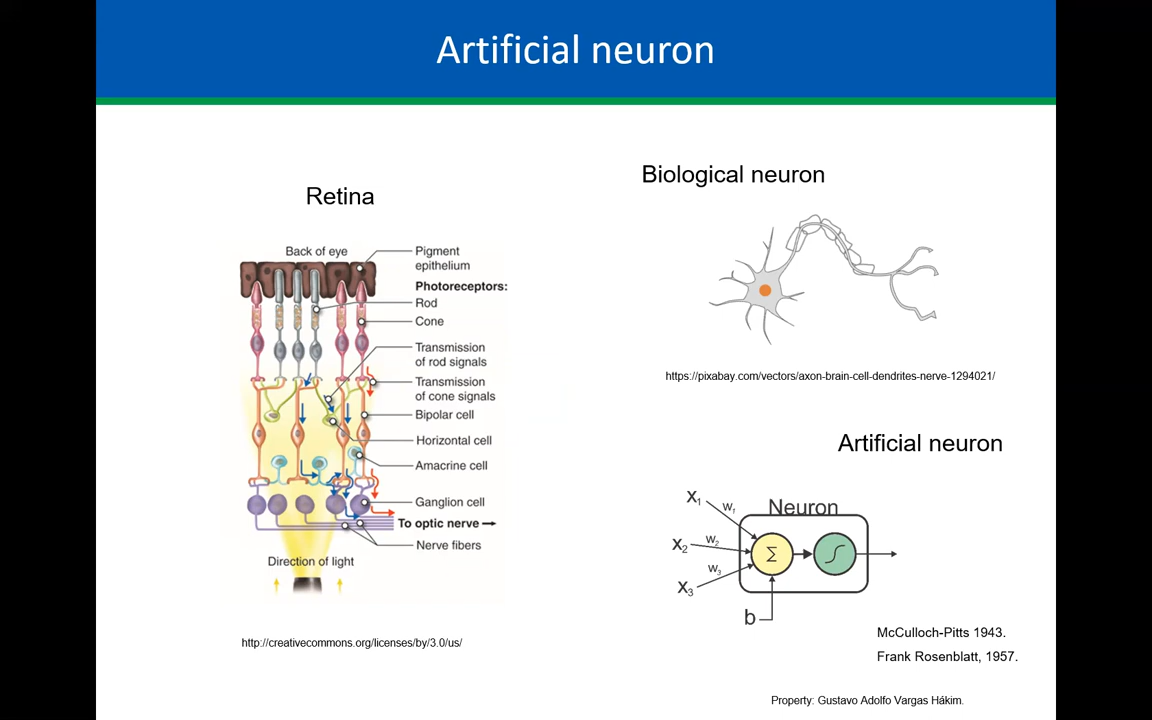 Artificial neuron
Retina
Back of eye
Pigment
epithelium
Photoreceptors:
Rod
Cone
Transmission
of rod signals
Transmission
of cone signals
Bipolar cell
Horizontal cell
Amacrine cell
Ganglion cell
To optic nerve
Nerve fibers
Direction of light
http://creativecommons.org/licenses/by/3.0/us/
Biological neuron
https://pixabay.com/vectors/axon-brain-cell-dendrites-nerve-1294021/
Artificial neuron
Neuron
x₁ w₁
x₂ w₂
x₃ w₃
Σ
b
McCulloch-Pitts 1943.
Frank Rosenblatt, 1957.
Property: Gustavo Adolfo Vargas Hákim.